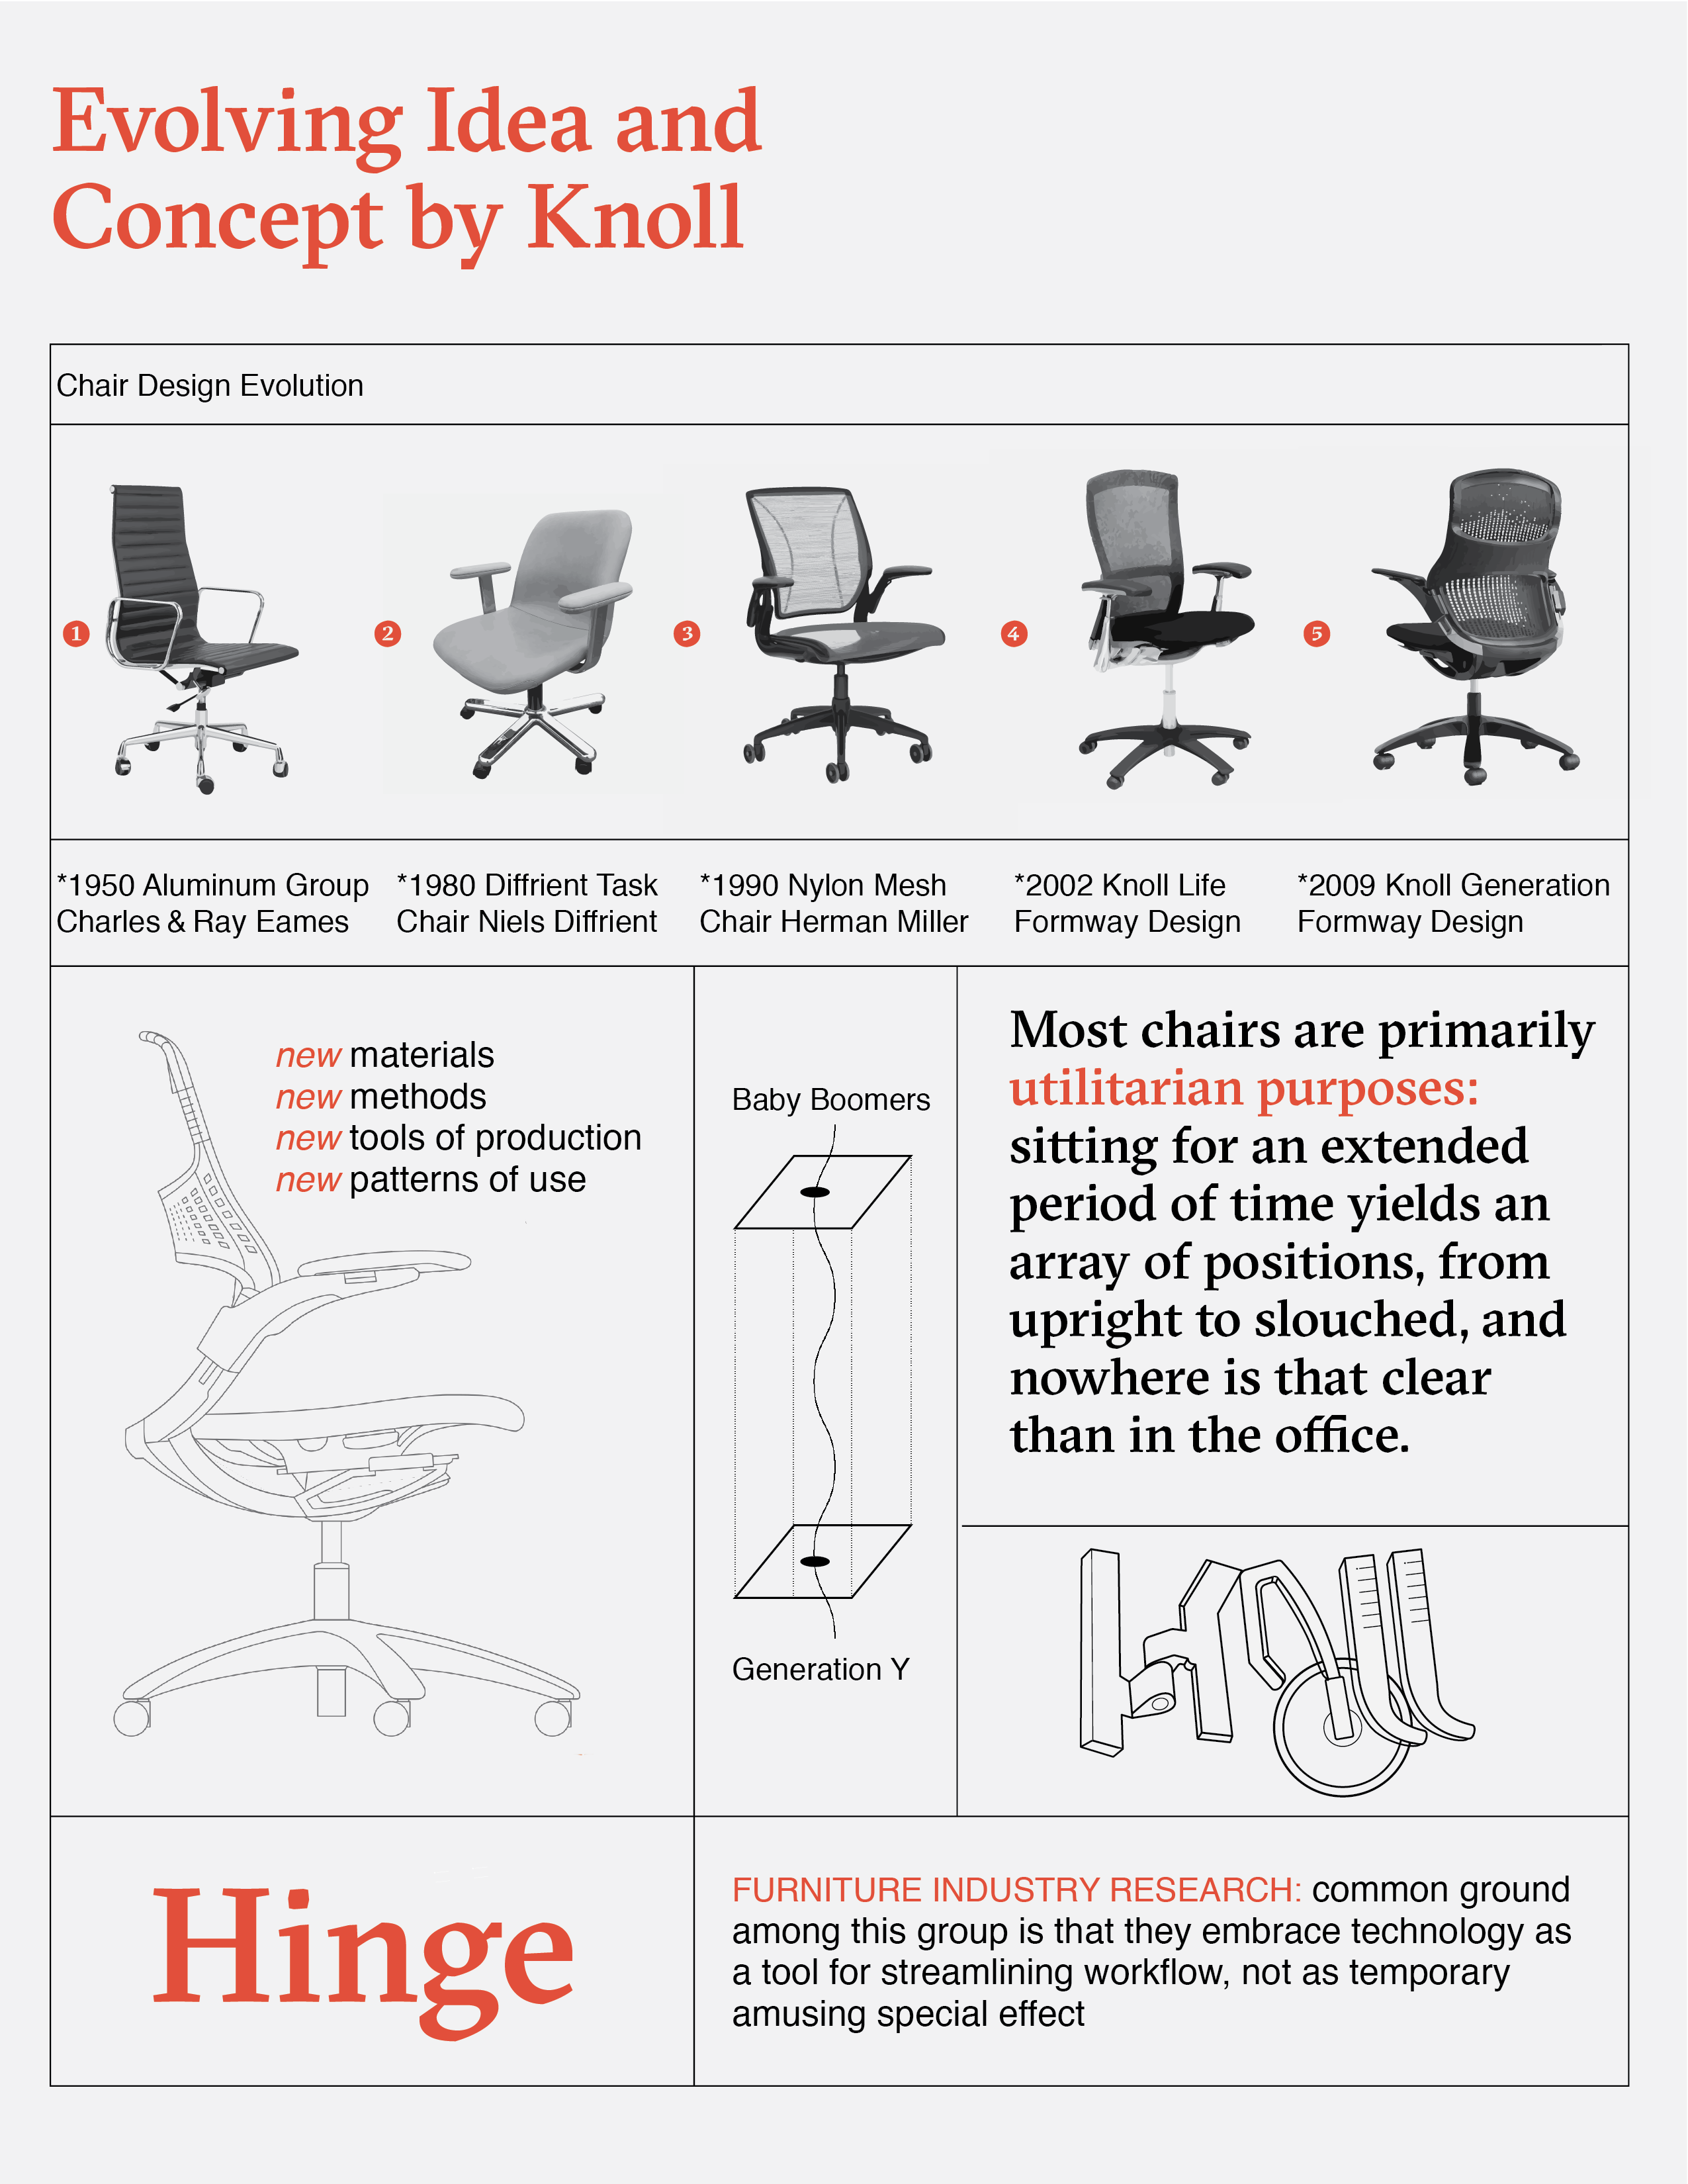 Evolving Idea and
Concept by Knoll
Chair Design Evolution
1
2
3
4
5
*1950 Aluminum Group
Charles & Ray Eames
*1980 Diffrient Task
Chair Niels Diffrient
*1990 Nylon Mesh
Chair Herman Miller
*2002 Knoll Life
Formway Design
*2009 Knoll Generation
Formway Design
new materials
new methods
new tools of production
new patterns of use
Baby Boomers
Generation Y
Most chairs are primarily
utilitarian purposes:
sitting for an extended
period of time yields an
array of positions, from
upright to slouched, and
nowhere is that clear
than in the office.
Hinge
FURNITURE INDUSTRY RESEARCH: common ground
among this group is that they embrace technology as
a tool for streamlining workflow, not as temporary
amusing special effect